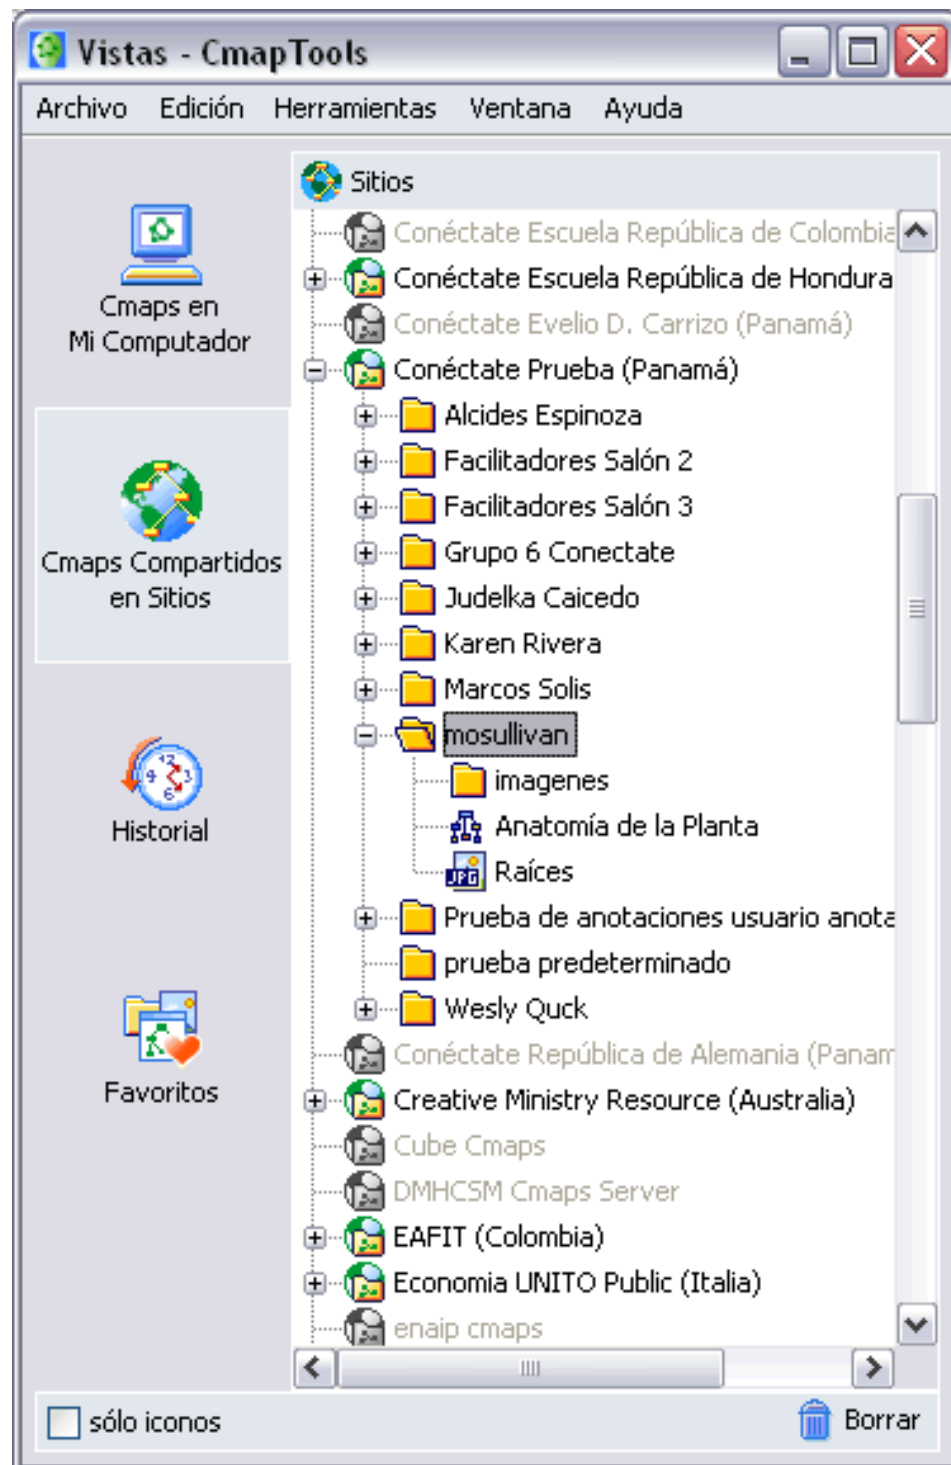 Vistas - CmapTools
Archivo Edición Herramientas Ventana Ayuda
Cmaps en
Mi Computador
Cmaps Compartidos
en Sitios
Historial
Favoritos
Sitios
Conéctate Escuela República de Colombia
Conéctate Escuela República de Hondura
Conéctate Evelio D. Carrizo (Panamá)
Conéctate Prueba (Panamá)
Alcides Espinoza
Facilitadores Salón 2
Facilitadores Salón 3
Grupo 6 Conectate
Judelka Caicedo
Karen Rivera
Marcos Solis
mosullivan
imagenes
Anatomía de la Planta
JPG Raíces
Prueba de anotaciones usuario anota
prueba predeterminado
Wesly Quck
Conéctate República de Alemania (Panam
Creative Ministry Resource (Australia)
Cube Cmaps
DMHCSM Cmaps Server
EAFIT (Colombia)
Economia UNITO Public (Italia)
enaip cmaps
sólo iconos
Borrar